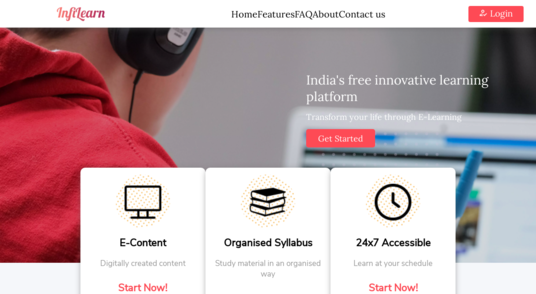 InfiLearn
HomeFeaturesFAQAboutContact us
Login
India's free innovative learning
platform
Transform your life through E-Learning
Get Started
E-Content
Digitally created content
Start Now!
Organised Syllabus
Study material in an organised
way
24x7 Accessible
Learn at your schedule
Start Now!